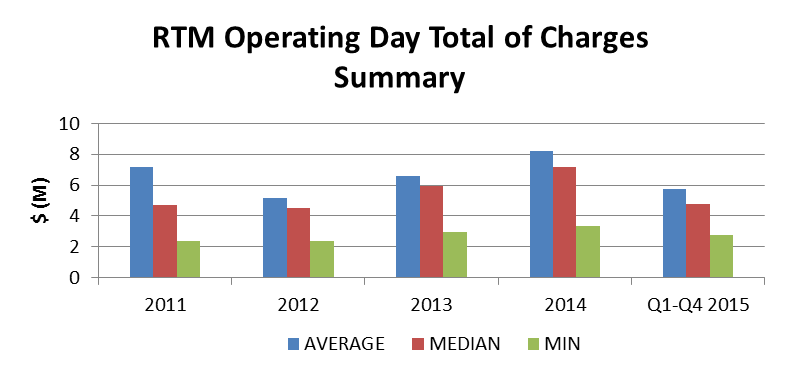 RTM Operating Day Total of Charges
Summary
$ (M)
10
8
6
4
2
0
2011 2012 2013 2014 Q1-Q4 2015
AVERAGE MEDIAN MIN